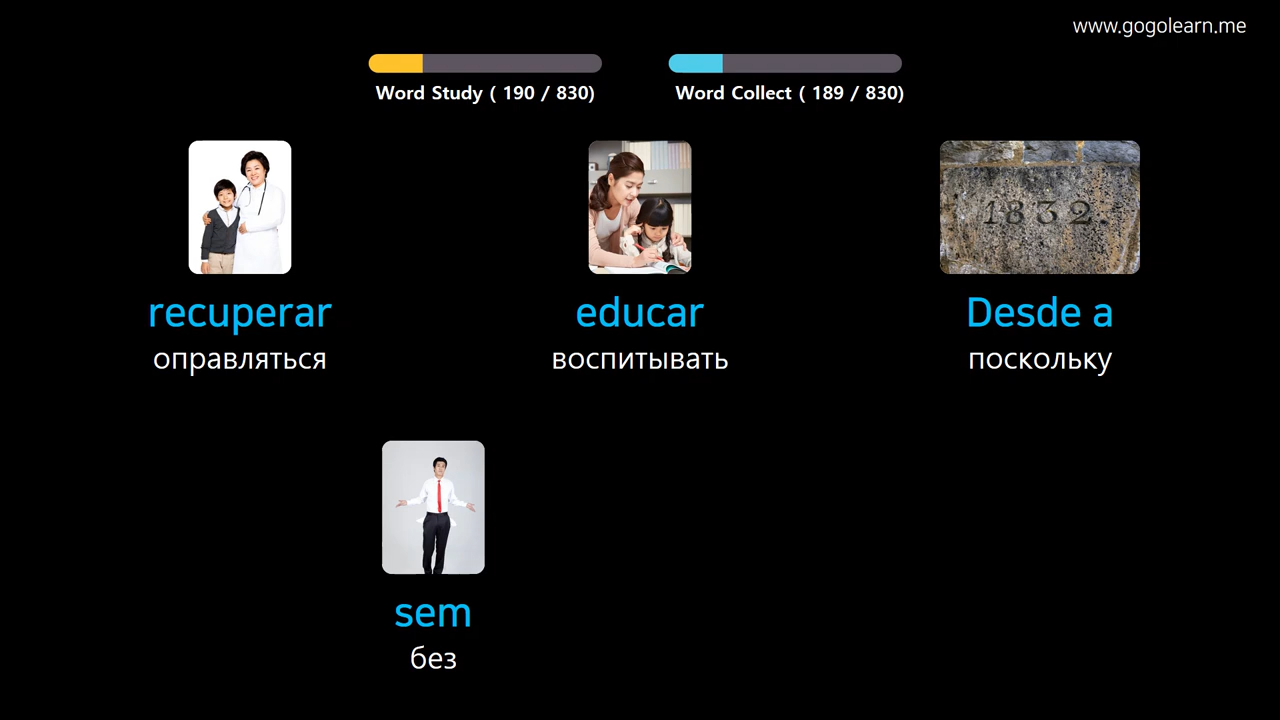 www.gogolearn.me
Word Study ( 190 / 830)
Word Collect ( 189 / 830)
1832.
recuperar
оправляться
educar
воспитывать
Desde a
поскольку
sem
без